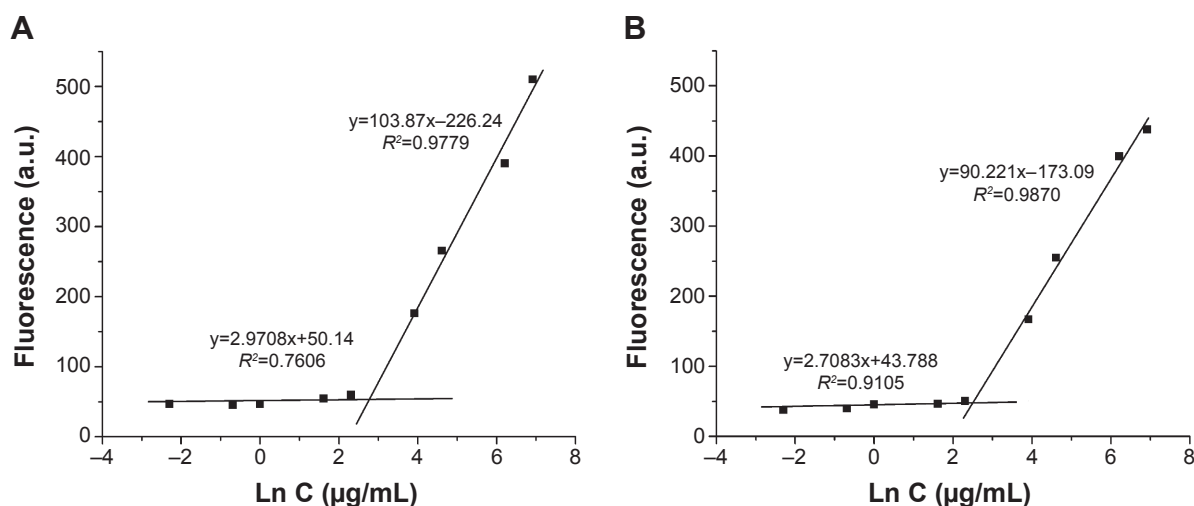 A
Fluorescence (a.u.)
500
400
300
200
100
0
y=103.87x–226.24
R²=0.9779
y=2.9708x+50.14
R²=0.7606
–4
–2
0
2
4
6
8
Ln C (µg/mL)
B
Fluorescence (a.u.)
500
400
300
200
100
0
y=90.221x–173.09
R²=0.9870
y=2.7083x+43.788
R²=0.9105
–4
–2
0
2
4
6
8
Ln C (µg/mL)